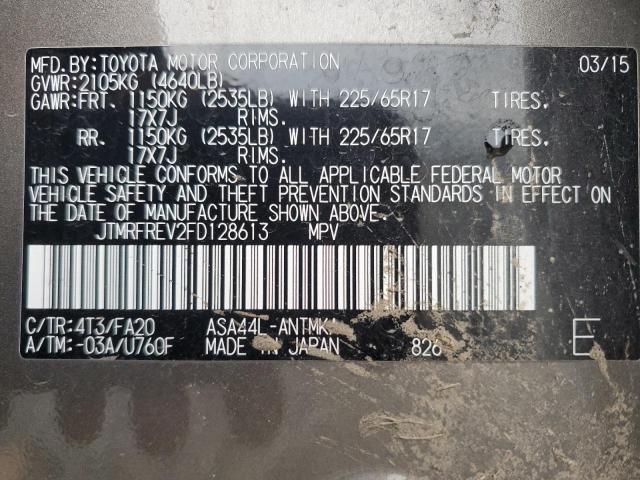 MFD.BY:TOYOTA MOTOR CORPORATION 03/15
GVWR:2105KG (4640LB)
GAWR:FRT. 1150KG (2535LB) WITH 225/65R17 TIRES.
17X7J RIMS.
RR. 1150KG (2535LB) WITH 225/65R17 TIRES.
17X7J RIMS.
THIS VEHICLE CONFORMS TO ALL APPLICABLE FEDERAL MOTOR
VEHICLE SAFETY AND THEFT PREVENTION STANDARDS IN EFFECT ON
THE DATE OF MANUFACTURE SHOWN ABOVE.
JTMRFREV2FD128613 MPV
C/TR:4T3/FA20 ASA44L-ANTMK
A/TM:-03A/U760F MADE IN JAPAN 826 E